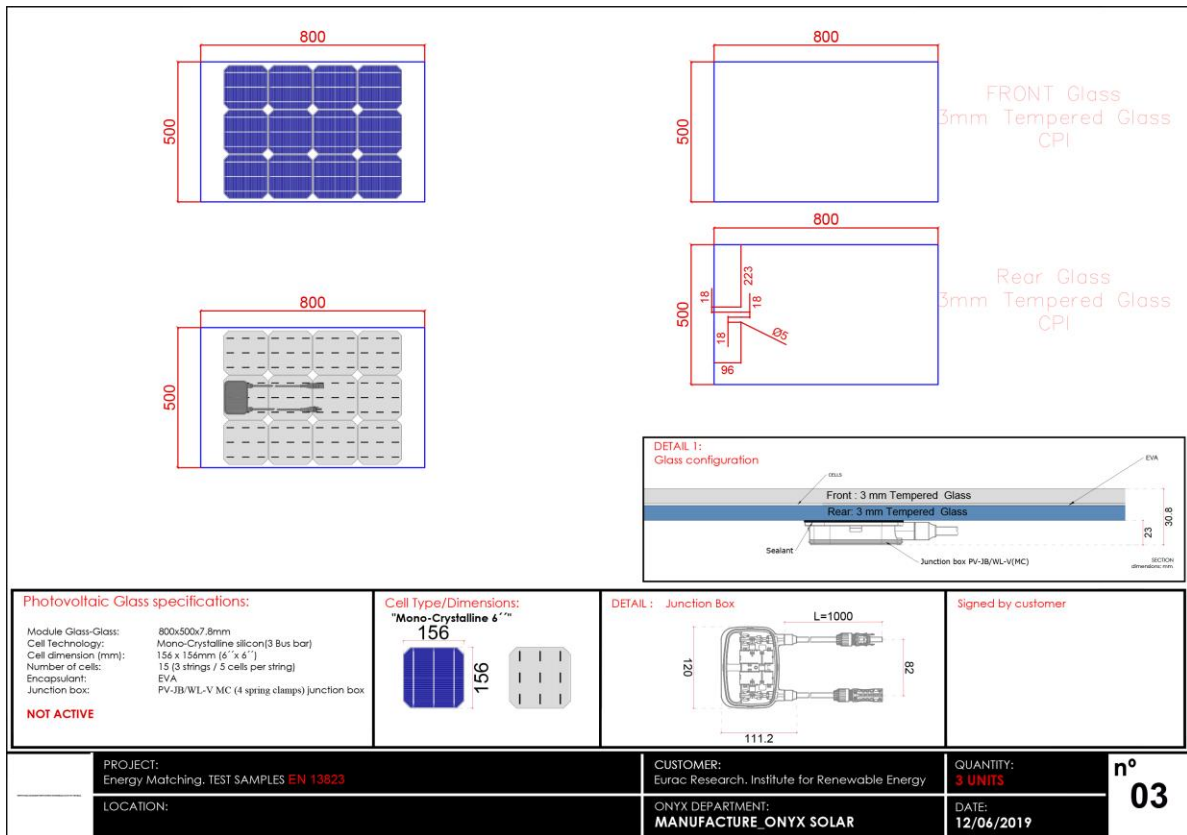 800
500
800
500
FRONT Glass
3mm Tempered Glass
CPI
800
500
223
18
18
18
Ø5
96
Rear Glass
3mm Tempered Glass
CPI
800
500
DETAIL 1:
Glass configuration
CELLS
EVA
Front : 3 mm Tempered Glass
Rear: 3 mm Tempered Glass
Sealant
Junction box PV-JB/WL-V(MC)
23
30.8
SECTION
dimensions: mm
Photovoltaic Glass specifications:
Module Glass-Glass: 800x500x7.8mm
Cell Technology: Mono-Crystalline silicon(3 Bus bar)
Cell dimension (mm): 156 x 156mm (6´´x 6´´)
Number of cells: 15 (3 strings / 5 cells per string)
Encapsulant: EVA
Junction box: PV-JB/WL-V MC (4 spring clamps) junction box
NOT ACTIVE
Cell Type/Dimensions:
"Mono-Crystalline 6´´"
156
156
DETAIL : Junction Box
L=1000
120
82
111.2
Signed by customer
PROJECT:
Energy Matching. TEST SAMPLES EN 13823
LOCATION:
CUSTOMER:
Eurac Research. Institute for Renewable Energy
ONYX DEPARTMENT:
MANUFACTURE_ONYX SOLAR
QUANTITY:
3 UNITS
DATE:
12/06/2019
nº
03